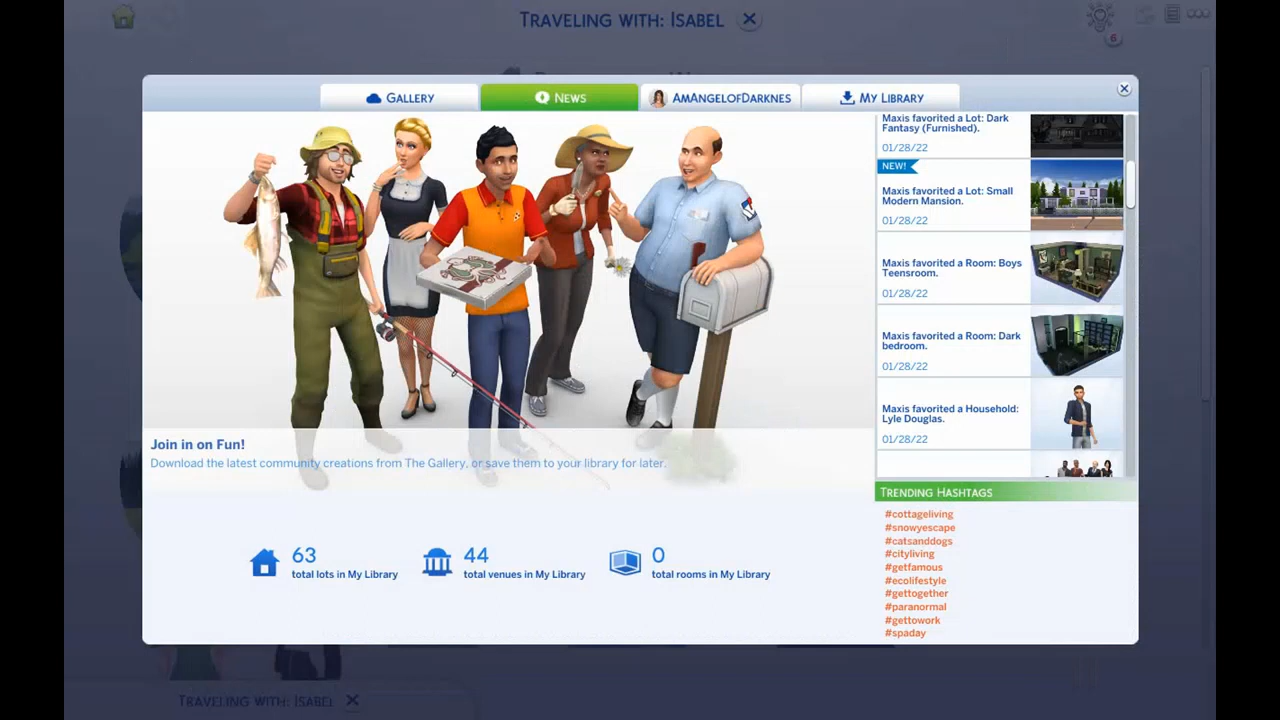 TRAVELING WITH: ISABEL
6
GALLERY
NEWS
AMANGELOFDARKNES
MY LIBRARY
Maxis favorited a Lot: Dark
Fantasy (Furnished).
01/28/22
NEW!
Maxis favorited a Lot: Small
Modern Mansion.
01/28/22
Maxis favorited a Room: Boys
Teensroom.
01/28/22
Maxis favorited a Room: Dark
bedroom.
01/28/22
Maxis favorited a Household:
Lyle Douglas.
01/28/22
Join in on Fun!
Download the latest community creations from The Gallery, or save them to your library for later.
63
total lots in My Library
44
total venues in My Library
0
total rooms in My Library
TRENDING HASHTAGS
#cottageliving
#snowyescape
#catsanddogs
#cityliving
#getfamous
#ecolifestyle
#gettogether
#paranormal
#gettowork
#spaday
TRAVELING WITH: ISABEL